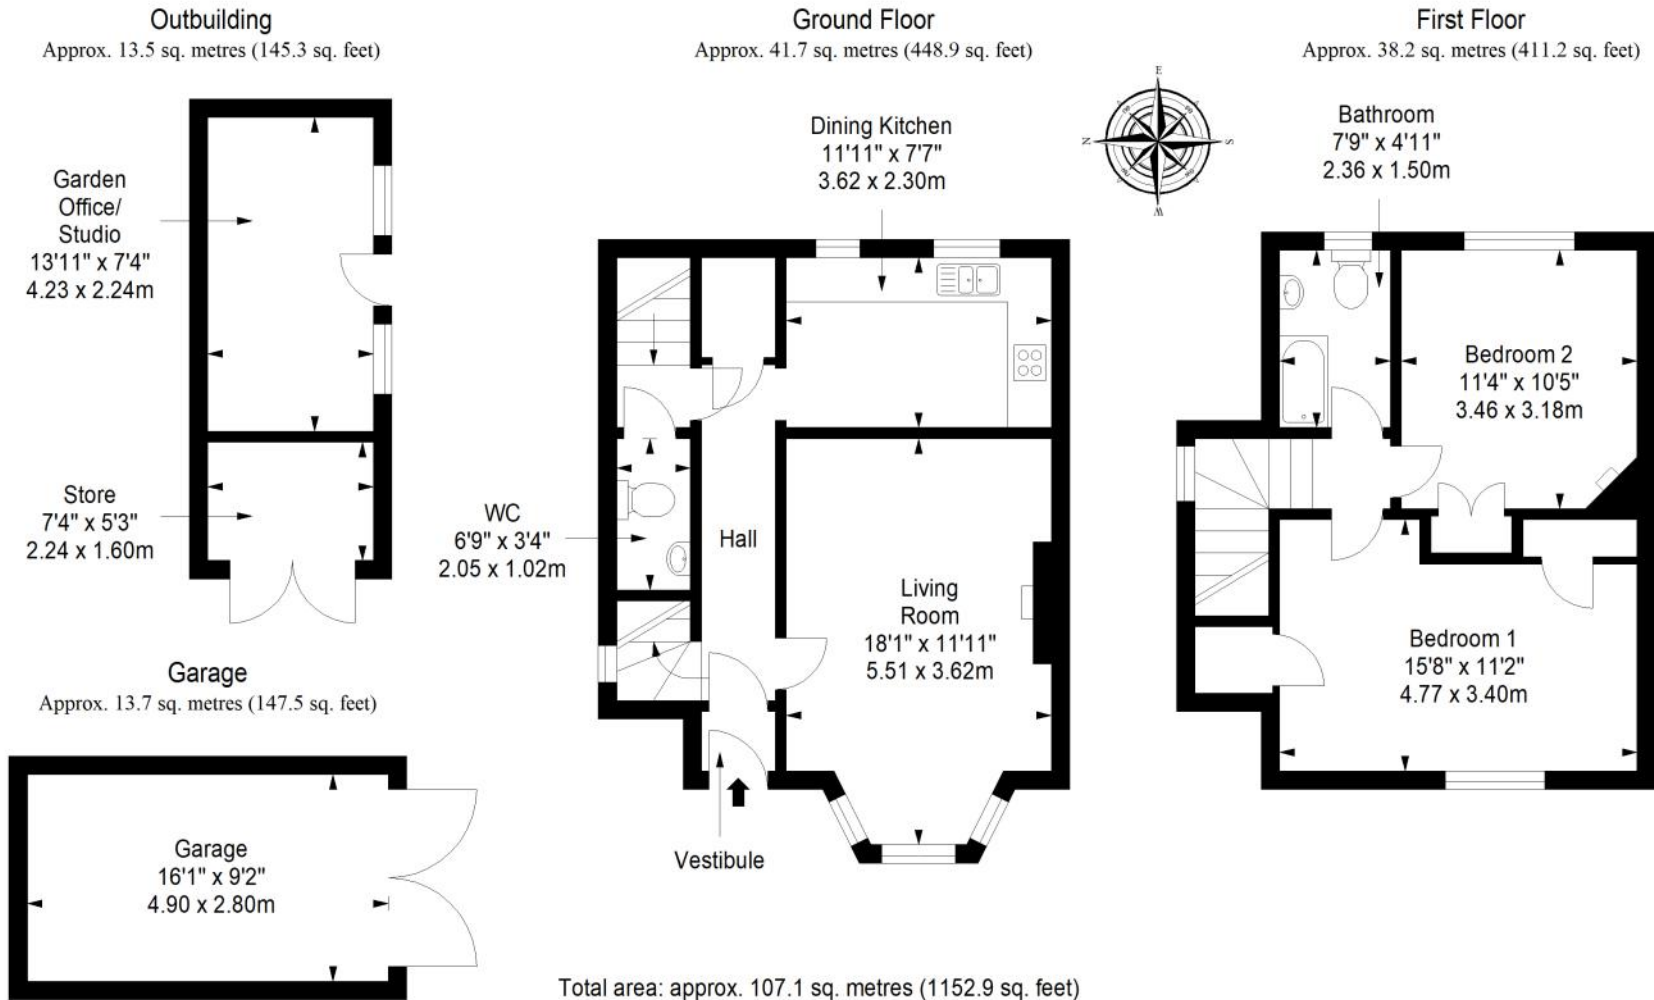 Outbuilding
Approx. 13.5 sq. metres (145.3 sq. feet)
Garden
Office/
Studio
13'11" x 7'4"
4.23 x 2.24m
Store
7'4" x 5'3"
2.24 x 1.60m
Garage
Approx. 13.7 sq. metres (147.5 sq. feet)
Garage
16'1" x 9'2"
4.90 x 2.80m
Ground Floor
Approx. 41.7 sq. metres (448.9 sq. feet)
Dining Kitchen
11'11" x 7'7"
3.62 x 2.30m
WC
6'9" x 3'4"
2.05 x 1.02m
Hall
Living
Room
18'1" x 11'11"
5.51 x 3.62m
Vestibule
E
N
S
W
First Floor
Approx. 38.2 sq. metres (411.2 sq. feet)
Bathroom
7'9" x 4'11"
2.36 x 1.50m
Bedroom 2
11'4" x 10'5"
3.46 x 3.18m
Bedroom 1
15'8" x 11'2"
4.77 x 3.40m
Total area: approx. 107.1 sq. metres (1152.9 sq. feet)